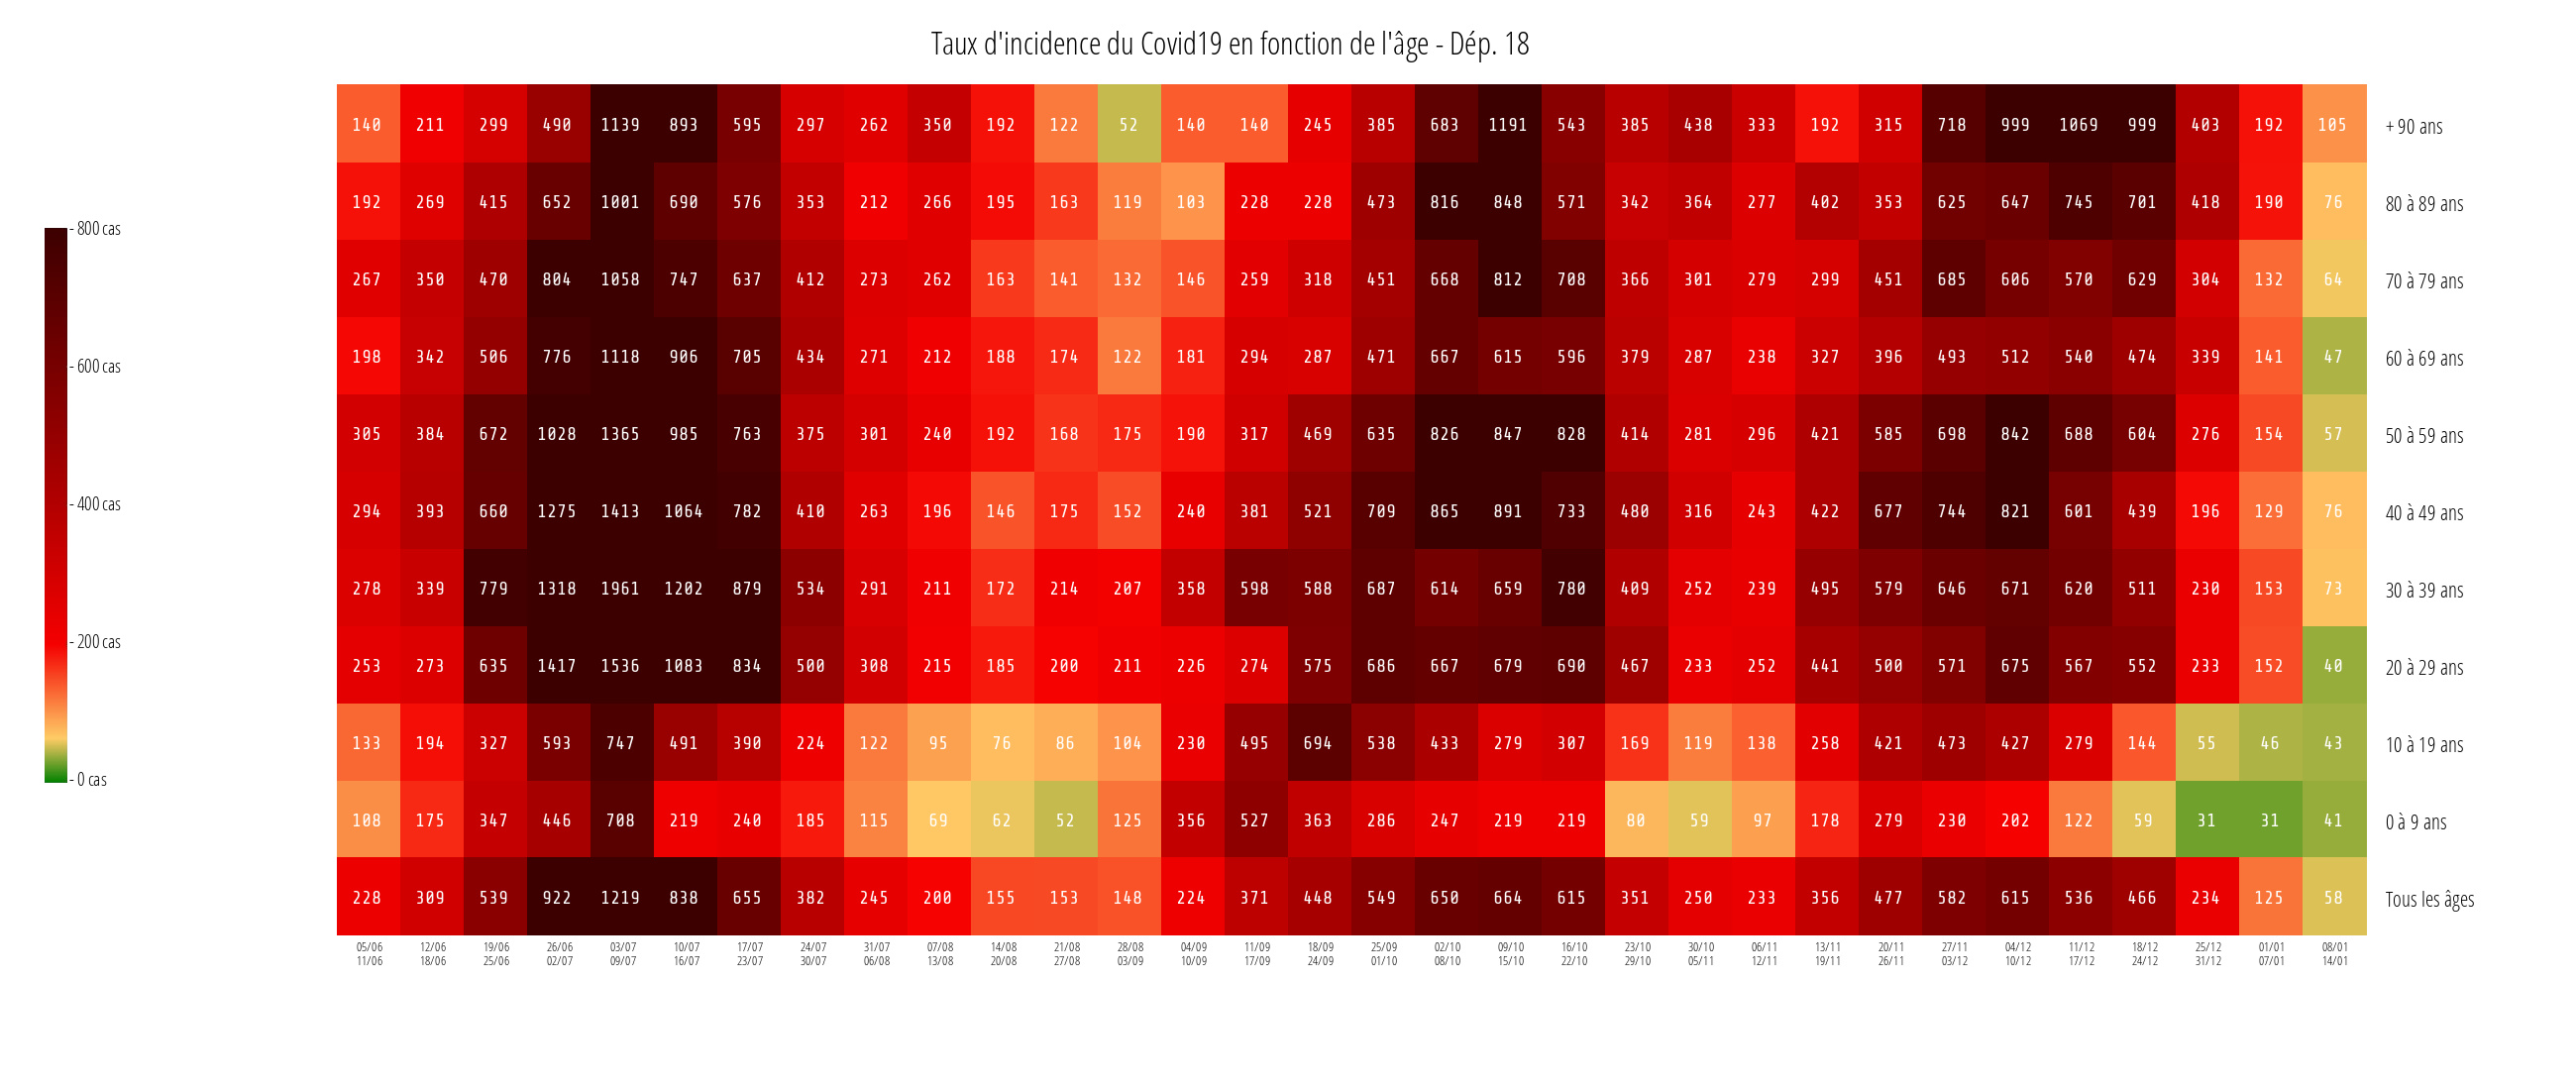 Taux d'incidence du Covid19 en fonction de l'âge - Dép. 18
- 800 cas
- 600 cas
- 400 cas
- 200 cas
- 0 cas
140 211 299 490 1139 893 595 297 262 350 192 122 52 140 140 245 385 683 1191 543 385 438 333 192 315 718 999 1069 999 403 192 105 + 90 ans
192 269 415 652 1001 690 576 353 212 266 195 163 119 103 228 228 473 816 848 571 342 364 277 402 353 625 647 745 701 418 190 76 80 à 89 ans
267 350 470 804 1058 747 637 412 273 262 163 141 132 146 259 318 451 668 812 708 366 301 279 299 451 685 606 570 629 304 132 64 70 à 79 ans
198 342 506 776 1118 906 705 434 271 212 188 174 122 181 294 287 471 667 615 596 379 287 238 327 396 493 512 540 474 339 141 47 60 à 69 ans
305 384 672 1028 1365 985 763 375 301 240 192 168 175 190 317 469 635 826 847 828 414 281 296 421 585 698 842 688 604 276 154 57 50 à 59 ans
294 393 660 1275 1413 1064 782 410 263 196 146 175 152 240 381 521 709 865 891 733 480 316 243 422 677 744 821 601 439 196 129 76 40 à 49 ans
278 339 779 1318 1961 1202 879 534 291 211 172 214 207 358 598 588 687 614 659 780 409 252 239 495 579 646 671 620 511 230 153 73 30 à 39 ans
253 273 635 1417 1536 1083 834 500 308 215 185 200 211 226 274 575 686 667 679 690 467 233 252 441 500 571 675 567 552 233 152 40 20 à 29 ans
133 194 327 593 747 491 390 224 122 95 76 86 104 230 495 694 538 433 279 307 169 119 138 258 421 473 427 279 144 55 46 43 10 à 19 ans
108 175 347 446 708 219 240 185 115 69 62 52 125 356 527 363 286 247 219 219 80 59 97 178 279 230 202 122 59 31 31 41 0 à 9 ans
228 309 539 922 1219 838 655 382 245 200 155 153 148 224 371 448 549 650 664 615 351 250 233 356 477 582 615 536 466 234 125 58 Tous les âges
05/06 12/06 19/06 26/06 03/07 10/07 17/07 24/07 31/07 07/08 14/08 21/08 28/08 04/09 11/09 18/09 25/09 02/10 09/10 16/10 23/10 30/10 06/11 13/11 20/11 27/11 04/12 11/12 18/12 25/12 01/01 08/01
11/06 18/06 25/06 02/07 09/07 16/07 23/07 30/07 06/08 13/08 20/08 27/08 03/09 10/09 17/09 24/09 01/10 08/10 15/10 22/10 29/10 05/11 12/11 19/11 26/11 03/12 10/12 17/12 24/12 31/12 07/01 14/01